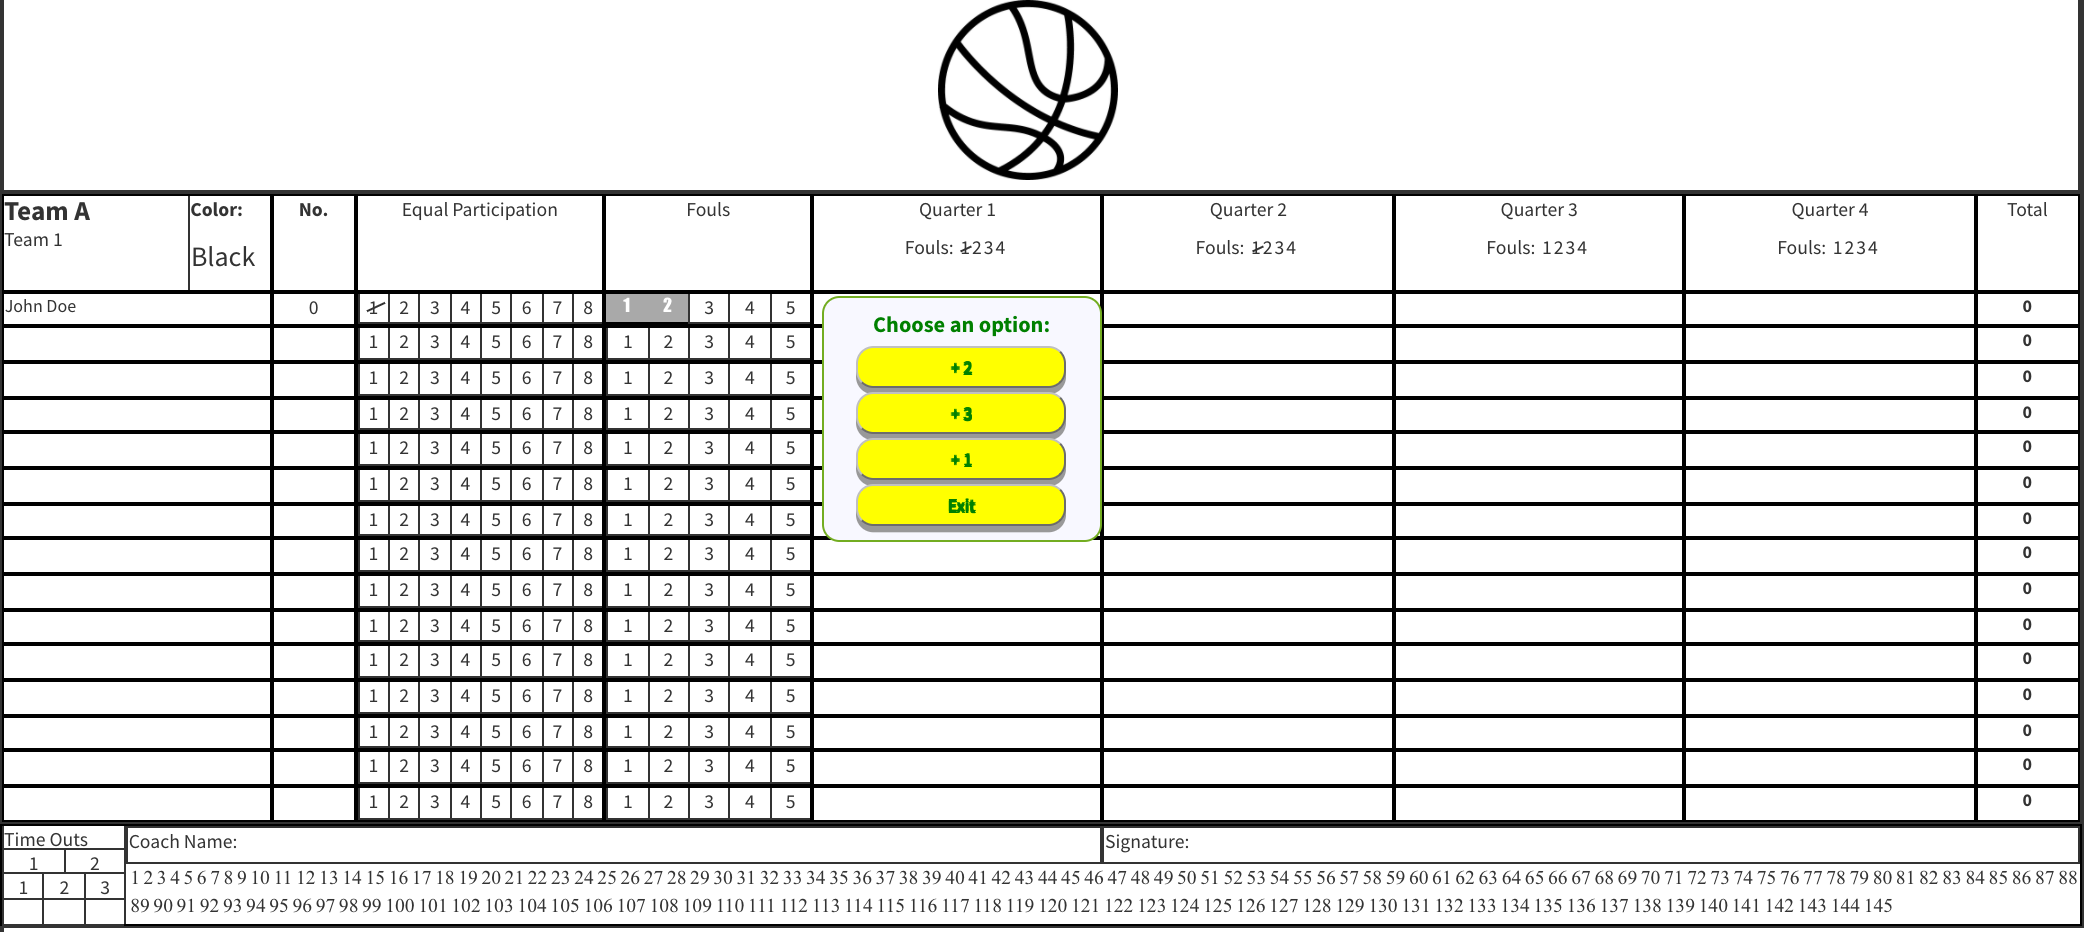 Team A Color: No. Equal Participation Fouls Quarter 1 Quarter 2 Quarter 3 Quarter 4 Total
Team 1
Black Fouls: 1234 Fouls: 1234 Fouls: 1234 Fouls: 1234
John Doe 0 1 2 3 4 5 6 7 8 1 2 3 4 5 0
Choose an option:
1 2 3 4 5 6 7 8 1 2 3 4 5 0
+2
1 2 3 4 5 6 7 8 1 2 3 4 5 0
+3
1 2 3 4 5 6 7 8 1 2 3 4 5 0
+1
1 2 3 4 5 6 7 8 1 2 3 4 5 0
1 2 3 4 5 6 7 8 1 2 3 4 5 0
Exit
1 2 3 4 5 6 7 8 1 2 3 4 5 0
1 2 3 4 5 6 7 8 1 2 3 4 5 0
1 2 3 4 5 6 7 8 1 2 3 4 5 0
1 2 3 4 5 6 7 8 1 2 3 4 5 0
1 2 3 4 5 6 7 8 1 2 3 4 5 0
1 2 3 4 5 6 7 8 1 2 3 4 5 0
1 2 3 4 5 6 7 8 1 2 3 4 5 0
1 2 3 4 5 6 7 8 1 2 3 4 5 0
1 2 3 4 5 6 7 8 1 2 3 4 5 0
Time Outs Coach Name: Signature:
1 2
1 2 3
1 2 3 4 5 6 7 8 9 10 11 12 13 14 15 16 17 18 19 20 21 22 23 24 25 26 27 28 29 30 31 32 33 34 35 36 37 38 39 40 41 42 43 44 45 46 47 48 49 50 51 52 53 54 55 56 57 58 59 60 61 62 63 64 65 66 67 68 69 70 71 72 73 74 75 76 77 78 79 80 81 82 83 84 85 86 87 88
89 90 91 92 93 94 95 96 97 98 99 100 101 102 103 104 105 106 107 108 109 110 111 112 113 114 115 116 117 118 119 120 121 122 123 124 125 126 127 128 129 130 131 132 133 134 135 136 137 138 139 140 141 142 143 144 145